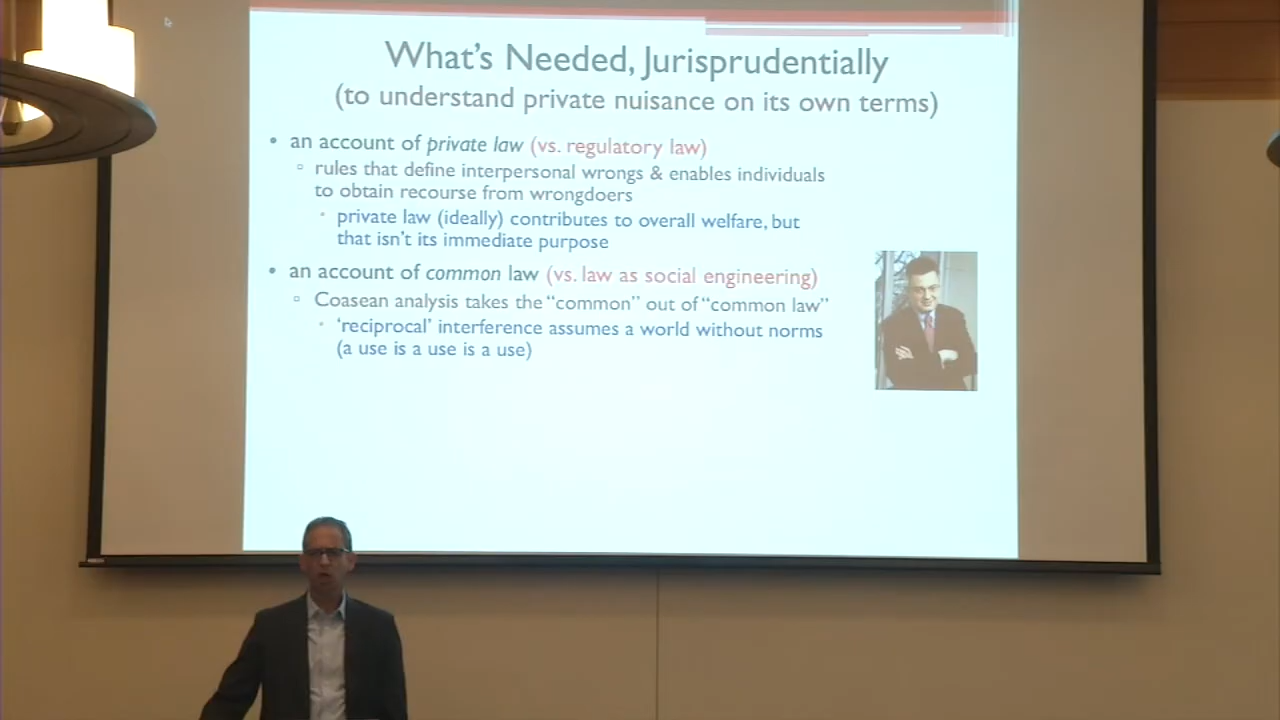 What's Needed, Jurisprudentially
(to understand private nuisance on its own terms)
• an account of private law (vs. regulatory law)
▫ rules that define interpersonal wrongs & enables individuals
to obtain recourse from wrongdoers
• private law (ideally) contributes to overall welfare, but
that isn't its immediate purpose
• an account of common law (vs. law as social engineering)
▫ Coasean analysis takes the "common" out of "common law"
• 'reciprocal' interference assumes a world without norms
(a use is a use is a use)